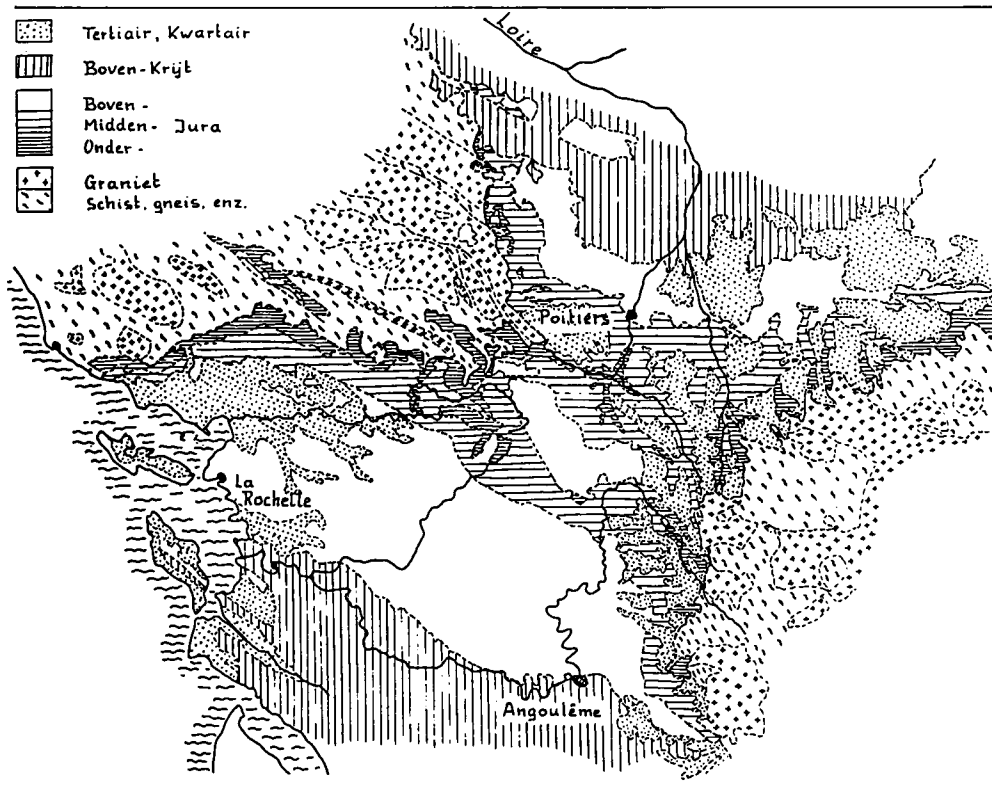 Tertiair, Kwartair
Boven-Krijt
Boven -
Midden- Jura
Onder -
Graniet
Schist, gneis, enz.
Loire
Poitiers
La
Rochelle
Angoulême